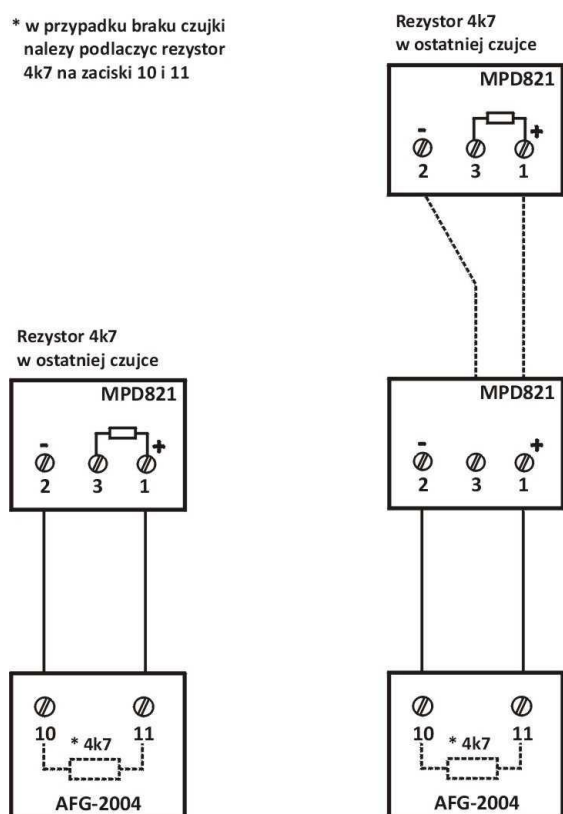 * w przypadku braku czujki
nalezy podlaczyc rezystor
4k7 na zaciski 10 i 11
Rezystor 4k7
w ostatniej czujce
MPD821
- +
2 3 1
Rezystor 4k7
w ostatniej czujce
MPD821
- +
2 3 1
10 11
* 4k7
AFG-2004
MPD821
- +
2 3 1
10 11
* 4k7
AFG-2004